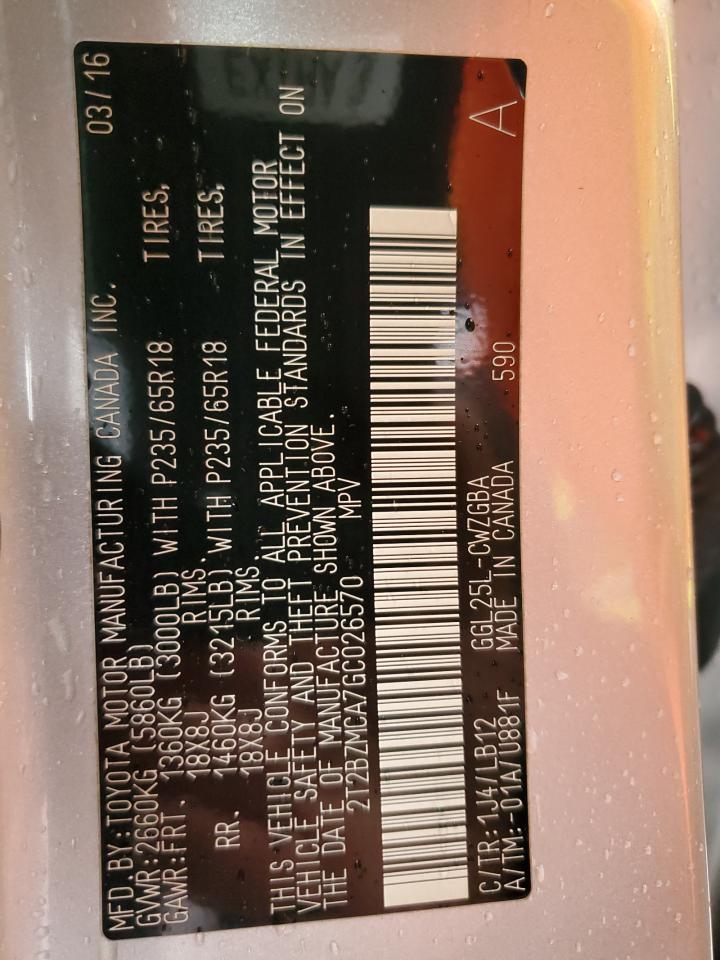 MFD.BY:TOYOTA MOTOR MANUFACTURING CANADA INC. 03/16
GVWR:2660KG (5860LB)
GAWR:FRT. 1360KG (3000LB) WITH P235/65R18 TIRES,
18X8J RIMS.
RR. 1460KG (3215LB) WITH P235/65R18 TIRES,
18X8J RIMS.
THIS VEHICLE CONFORMS TO ALL APPLICABLE FEDERAL MOTOR
VEHICLE SAFETY AND THEFT PREVENTION STANDARDS IN EFFECT ON
THE DATE OF MANUFACTURE SHOWN ABOVE.
2T2BZMCA7GC026570 MPV
C/TR:1J4/LB12 GGL25L-CWZGBA
A/TM:-01A/U881F MADE IN CANADA 590 A